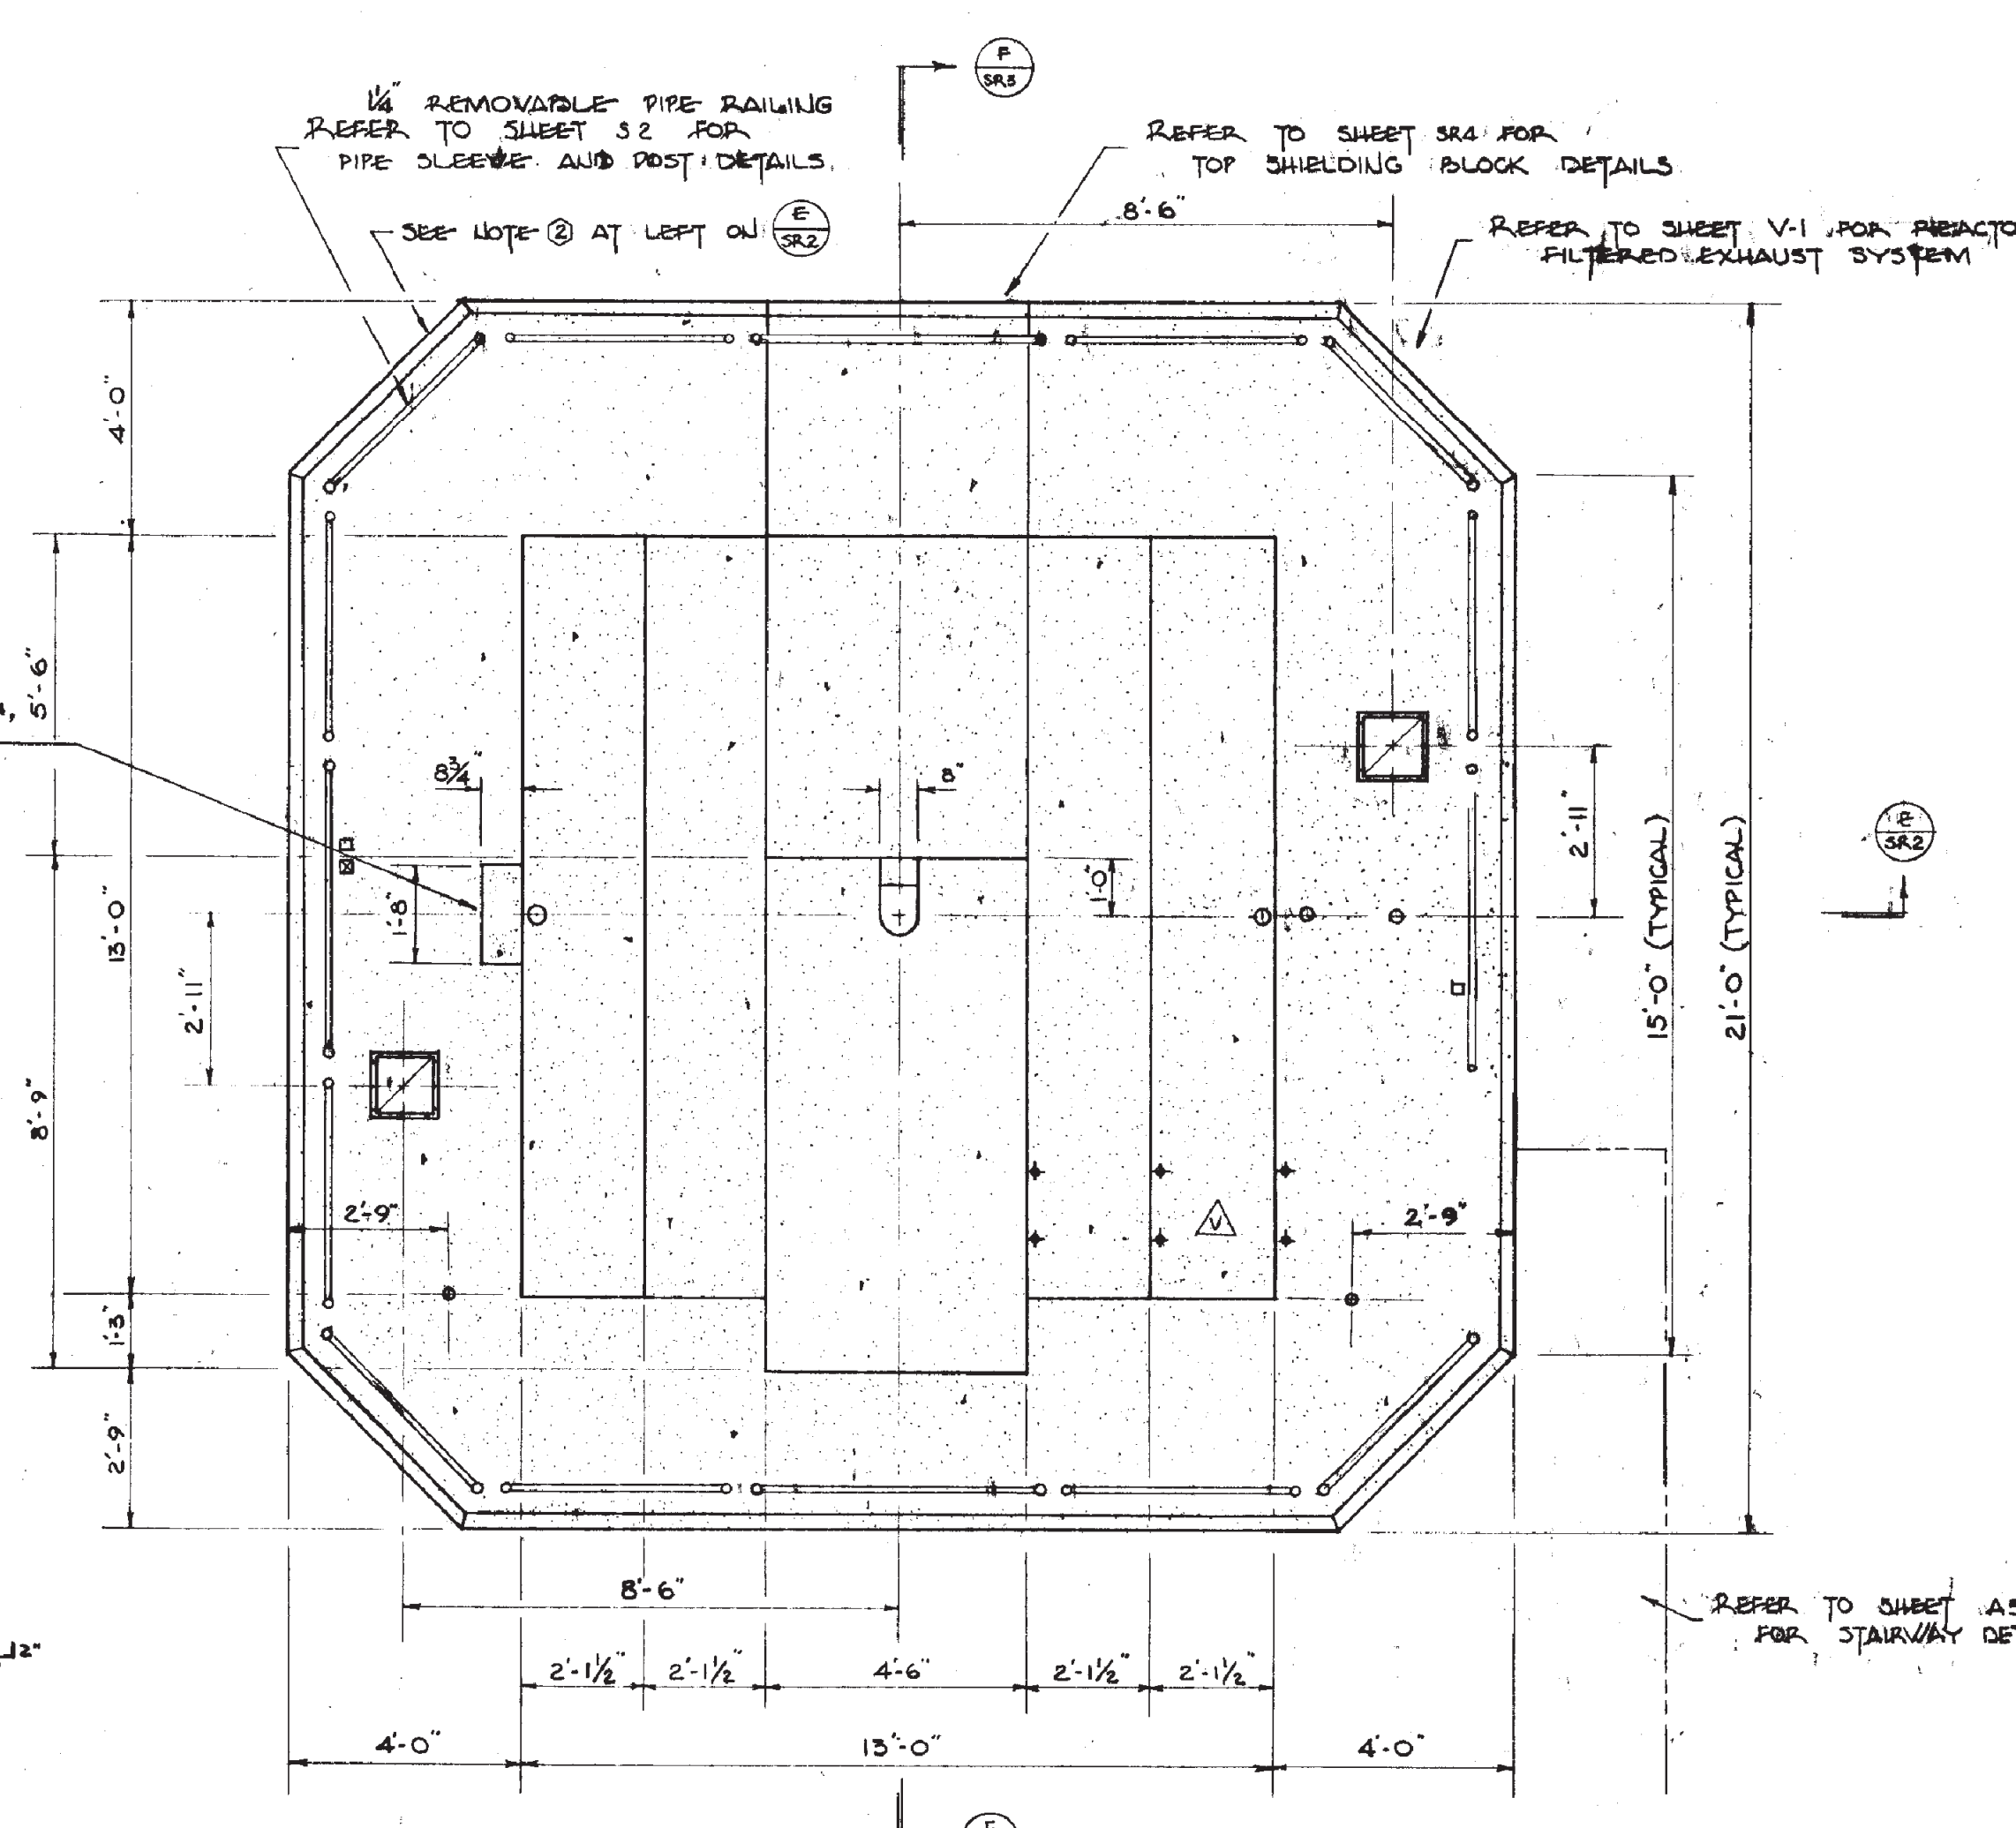 F
SR3
1¼" REMOVABLE PIPE RAILING
REFER TO SHEET S2 FOR
PIPE SLEEVE AND POST DETAILS
REFER TO SHEET SR4 FOR
TOP SHIELDING BLOCK DETAILS
SEE NOTE 2 AT LEFT ON E
SR2
8'-6"
REFER TO SHEET V-1 FOR REACTO
FILTERED EXHAUST SYSTEM
4'-0"
5'-6"
13'-0"
8¾"
8"
2'-11"
1'-8"
1'-0"
15'-0" (TYPICAL)
21'-0" (TYPICAL)
E
SR2
2'-11"
8'-9"
2'-9"
2'-9"
V
1'-3"
2'-9"
8'-6"
REFER TO SHEET AS
FOR STAIRWAY DE
2'-1½" 2'-1½" 4'-6" 2'-1½" 2'-1½"
4'-0" 13'-0" 4'-0"